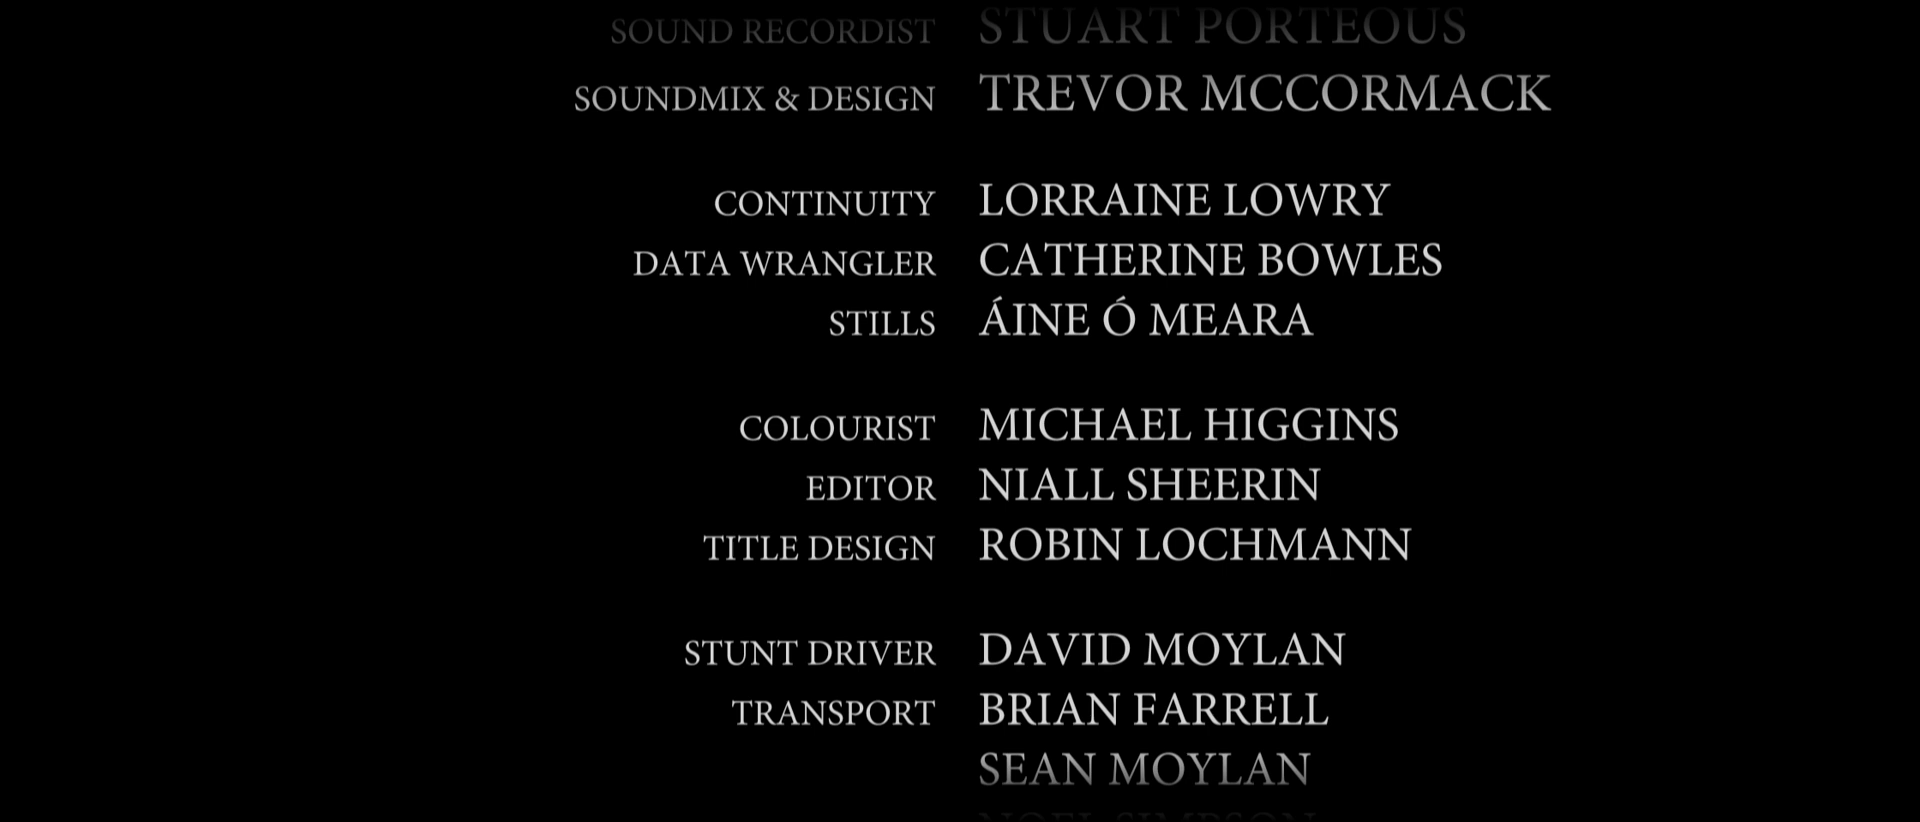 SOUND RECORDIST STUART PORTEOUS
SOUNDMIX & DESIGN TREVOR MCCORMACK
CONTINUITY LORRAINE LOWRY
DATA WRANGLER CATHERINE BOWLES
STILLS ÁINE Ó MEARA
COLOURIST MICHAEL HIGGINS
EDITOR NIALL SHEERIN
TITLE DESIGN ROBIN LOCHMANN
STUNT DRIVER DAVID MOYLAN
TRANSPORT BRIAN FARRELL
SEAN MOYLAN